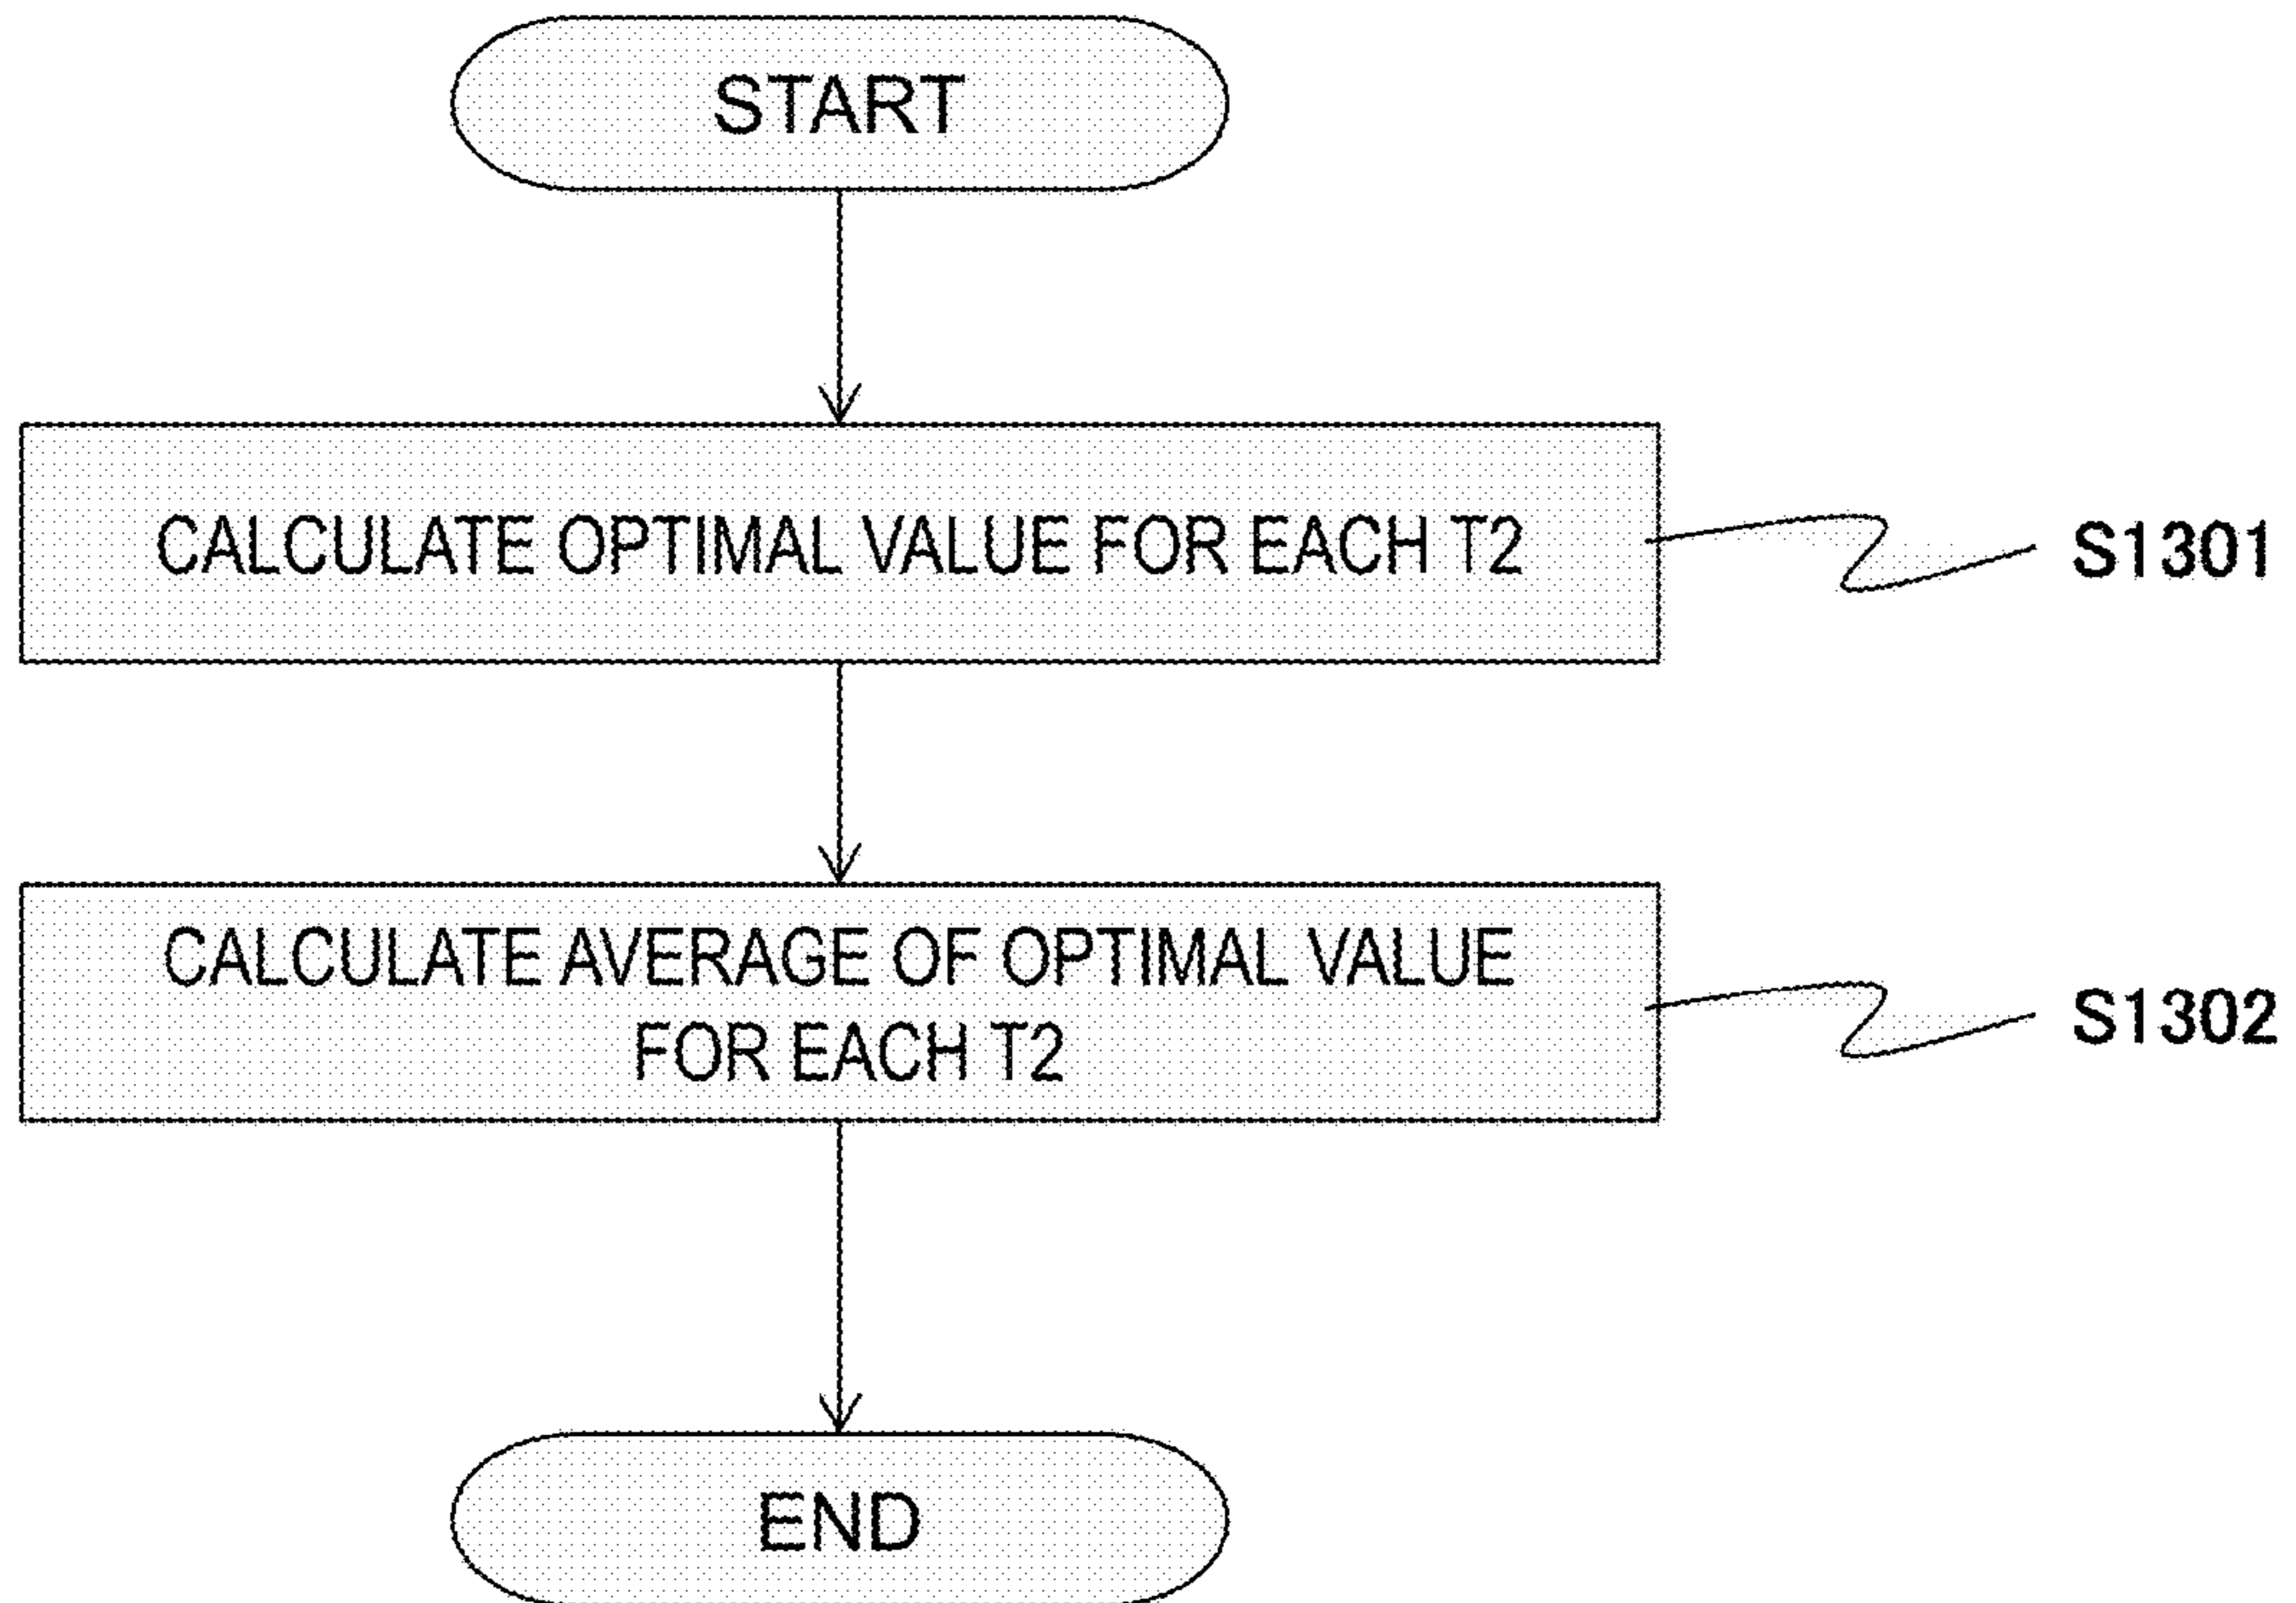 START
CALCULATE OPTIMAL VALUE FOR EACH T2
S1301
CALCULATE AVERAGE OF OPTIMAL VALUE
FOR EACH T2
S1302
END